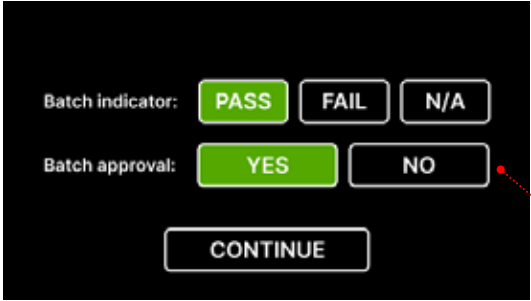 Batch indicator: PASS FAIL N/A
Batch approval: YES NO
CONTINUE